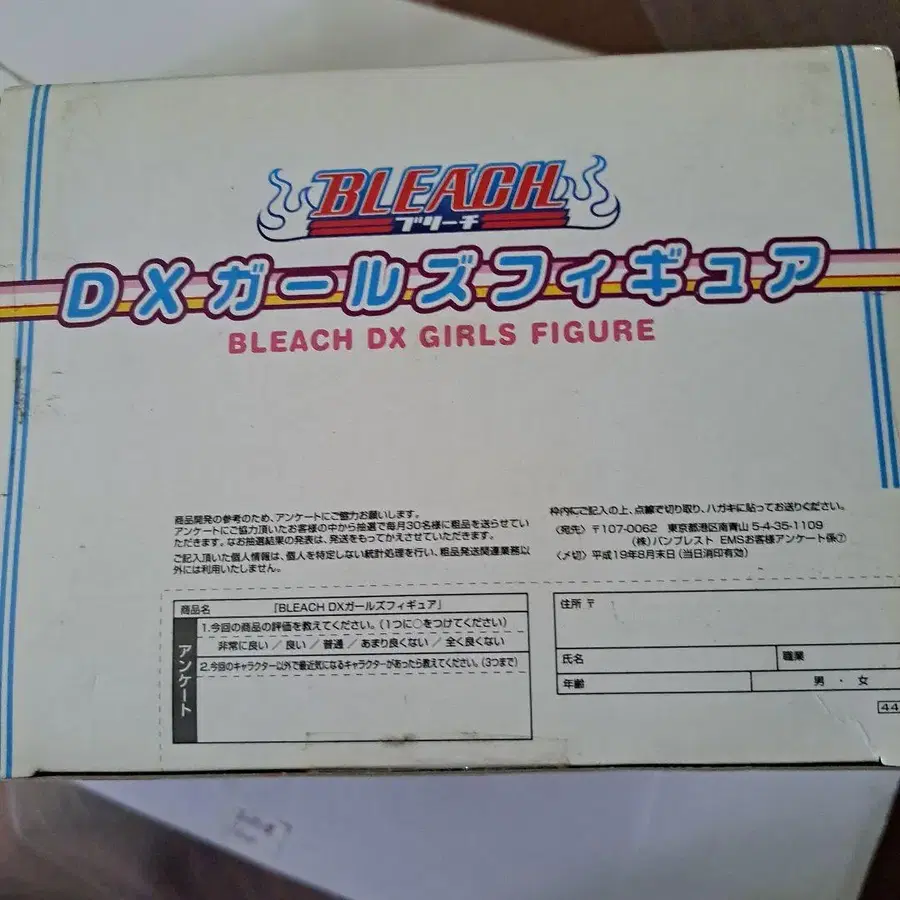 BLEACH
ブリーチ
DXガールズフィギュア
BLEACH DX GIRLS FIGURE
商品開発の参考のため、アンケートにご協力お願いします。
アンケートにご協力頂いたお客様の中から抽選で毎月30名様に粗品を送らせてい
ただきます。なお抽選結果の発表は、発送をもってかえさせていただきます。
ご記入頂いた個人情報は、個人を特定しない統計処理を行い、粗品発送関連業務以
外には利用いたしません。
枠内にご記入の上、点線で切り取り、ハガキに貼ってお送りください。
〈宛先〉〒107-0062 東京都港区南青山 5-4-35-1109
(株)バンプレスト EMSお客様アンケート係⑦
〈〆切〉平成19年8月末日(当日消印有効)
商品名 「BLEACH DXガールズフィギュア」
アンケート
1.今回の商品の評価を教えてください。(1つに○をつけてください)
非常に良い / 良い / 普通 / あまり良くない / 全く良くない
2.今回のキャラクター以外で最近気になるキャラクターがあったら教えてください。(3つまで)
住所 〒
氏名 職業
年齢 男 ・ 女
44